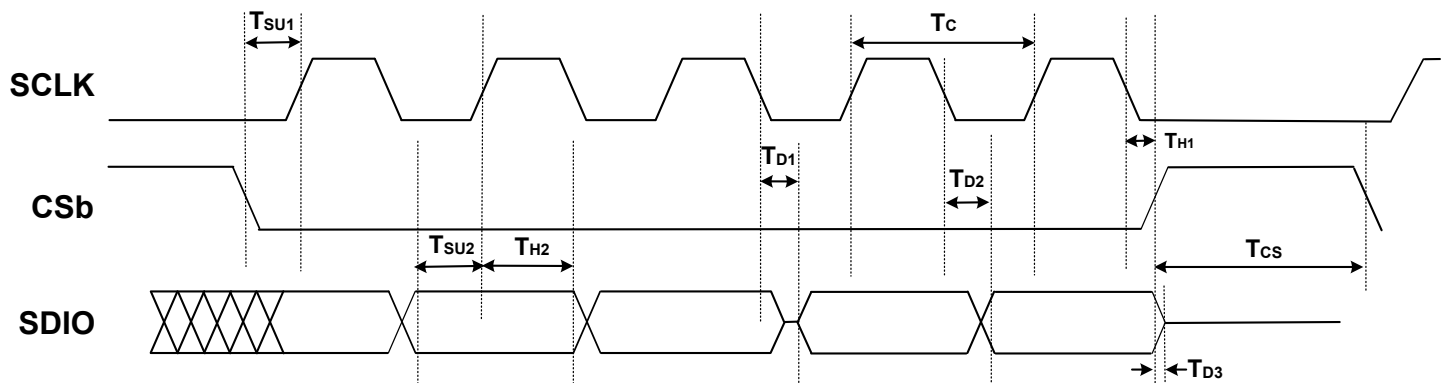 TSU1
TC
SCLK
TH1
TD1
TD2
CSb
TSU2
TH2
TCS
SDIO
TD3